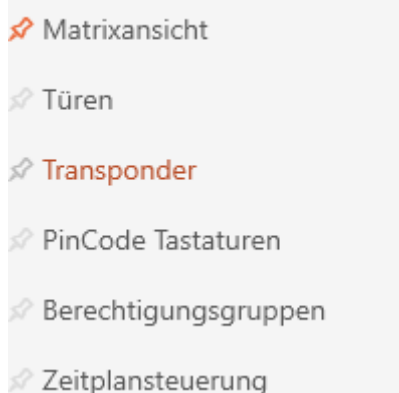 Matrixansicht
Türen
Transponder
PinCode Tastaturen
Berechtigungsgruppen
Zeitplansteuerung